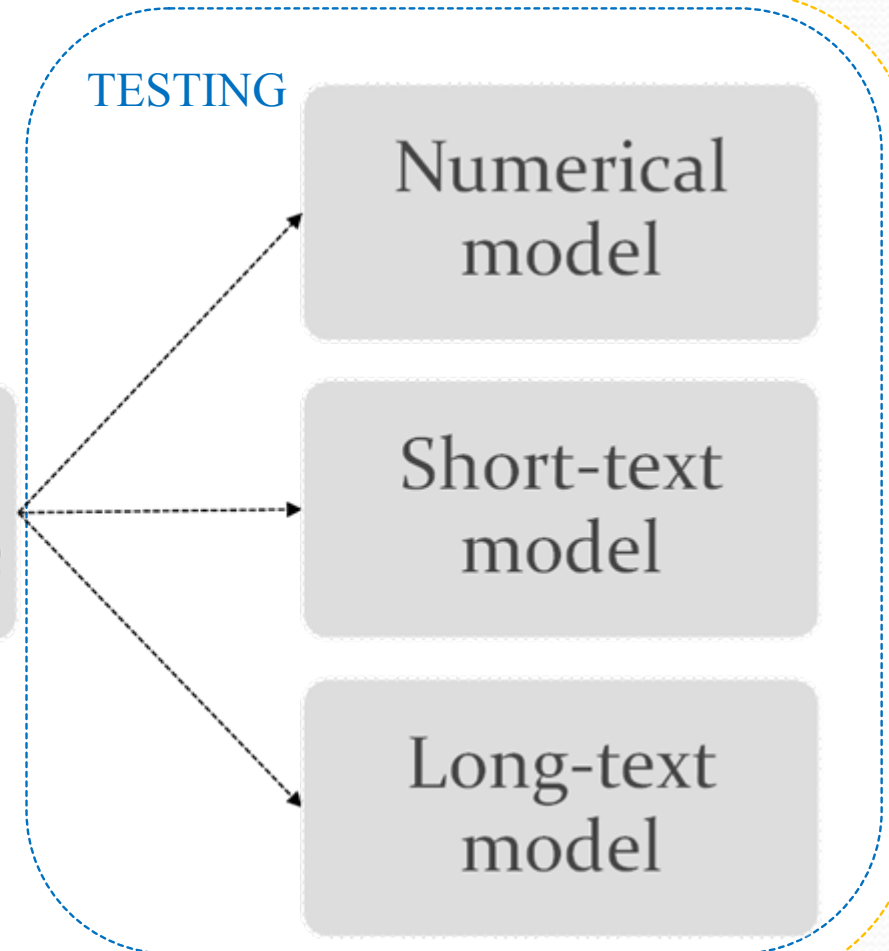 TESTING
Numerical
model
Short-text
model
Long-text
model